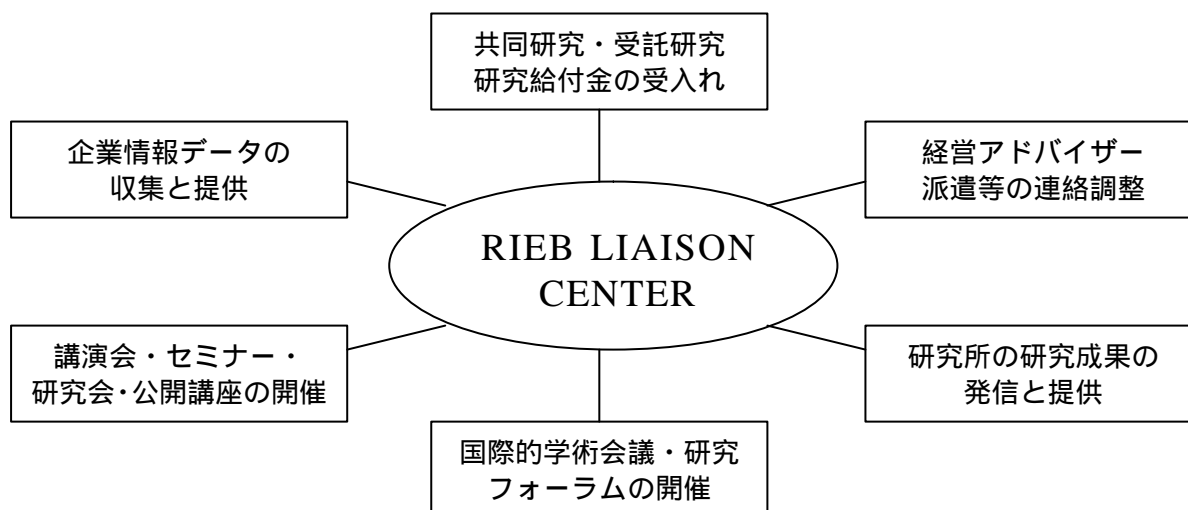 共同研究・受託研究
研究給付金の受入れ
企業情報データの
収集と提供
経営アドバイザー
派遣等の連絡調整
RIEB LIAISON
CENTER
講演会・セミナー・
研究会・公開講座の開催
研究所の研究成果の
発信と提供
国際的学術会議・研究
フォーラムの開催